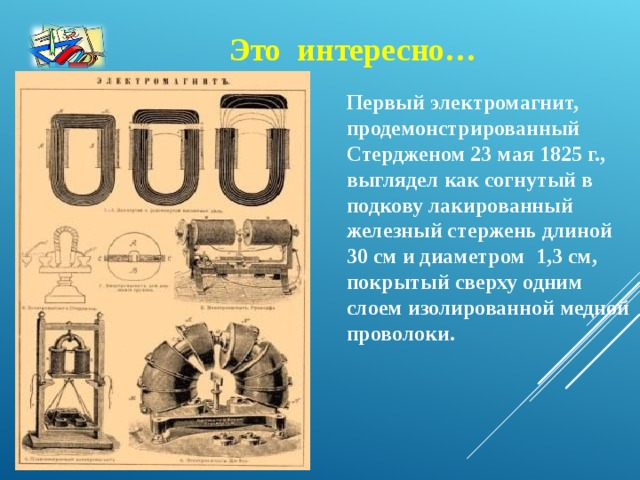 Это интересно…
ЭЛЕКТРОМАГНИТЪ.
Первый электромагнит,
продемонстрированный
Стердженом 23 мая 1825 г.,
выглядел как согнутый в
подкову лакированный
железный стержень длиной
30 см и диаметром 1,3 см,
покрытый сверху одним
слоем изолированной медной
проволоки.